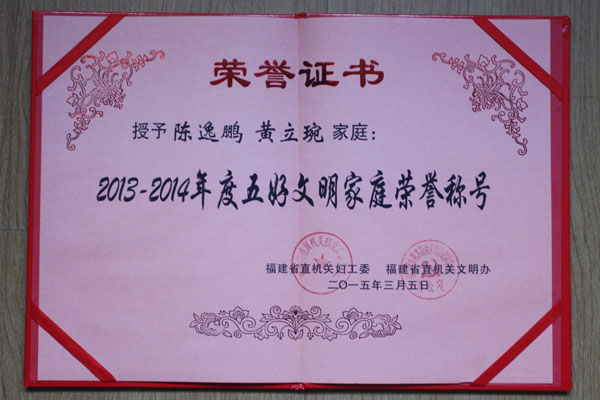 荣誉证书
授予陈逸鹏 黄立琬家庭：
2013-2014年度五好文明家庭荣誉称号
福建省直机关妇工委 福建省直机关文明办
二〇一五年三月五日